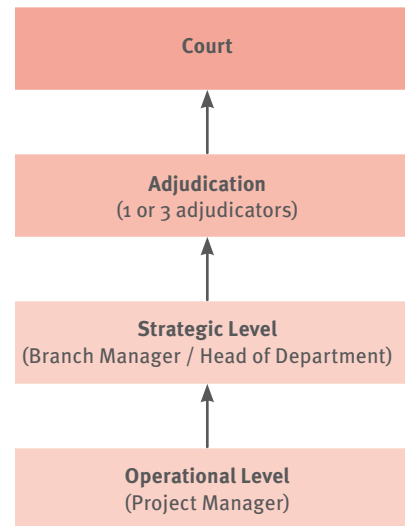 Court
Adjudication
(1 or 3 adjudicators)
Strategic Level
(Branch Manager / Head of Department)
Operational Level
(Project Manager)